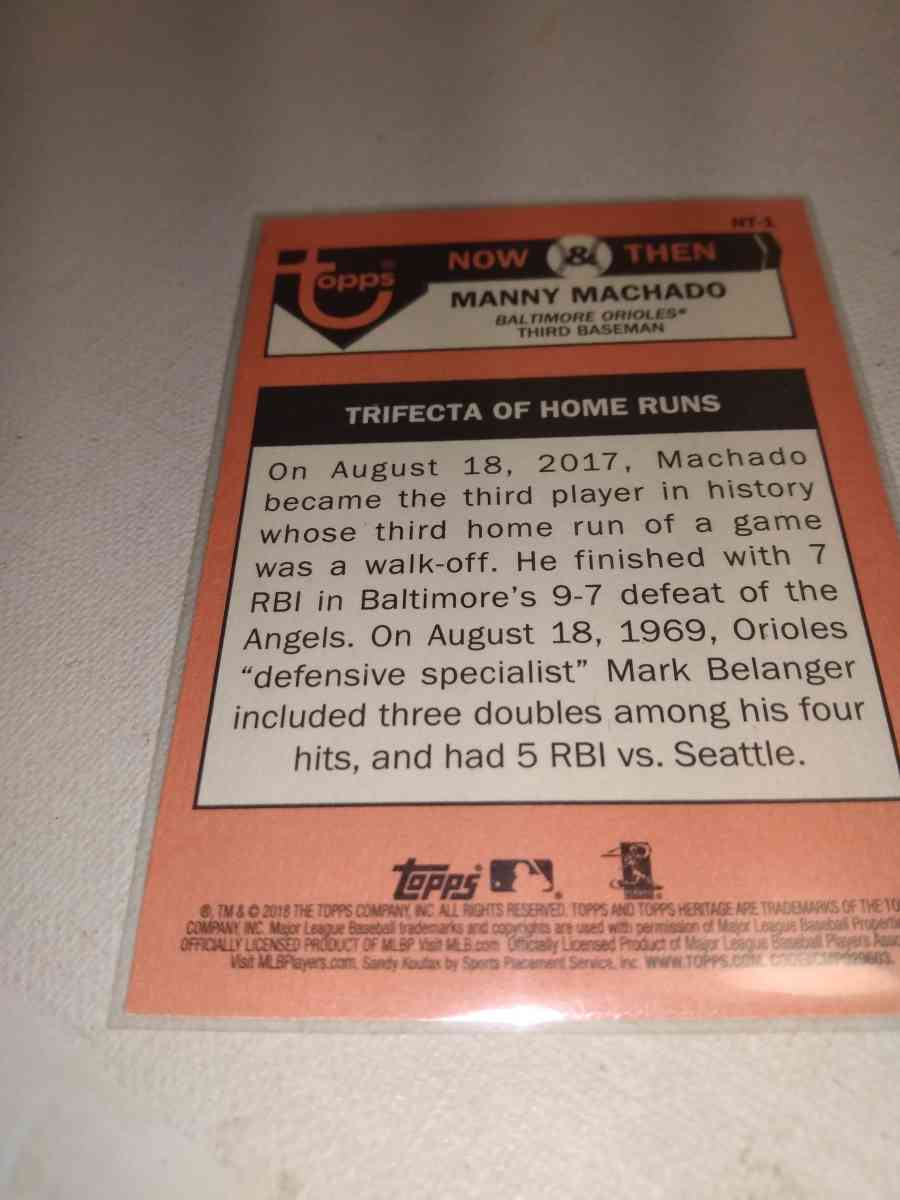 NT-1
topps®
NOW & THEN
MANNY MACHADO
BALTIMORE ORIOLES®
THIRD BASEMAN
TRIFECTA OF HOME RUNS
On August 18, 2017, Machado
became the third player in history
whose third home run of a game
was a walk-off. He finished with 7
RBI in Baltimore's 9-7 defeat of the
Angels. On August 18, 1969, Orioles
“defensive specialist” Mark Belanger
included three doubles among his four
hits, and had 5 RBI vs. Seattle.
topps®
®, TM & © 2018 THE TOPPS COMPANY, INC. ALL RIGHTS RESERVED. TOPPS AND TOPPS HERITAGE ARE TRADEMARKS OF THE
COMPANY, INC. Major League Baseball trademarks and copyrights are used with permission of Major League Baseball
OFFICIALLY LICENSED PRODUCT OF MLBP Visit MLB.com Officially Licensed Product of Major League Baseball Players
Visit MLBPlayers.com. Sandy Koufax by Sports Placement Service, Inc. WWW.TOPPS.COM.